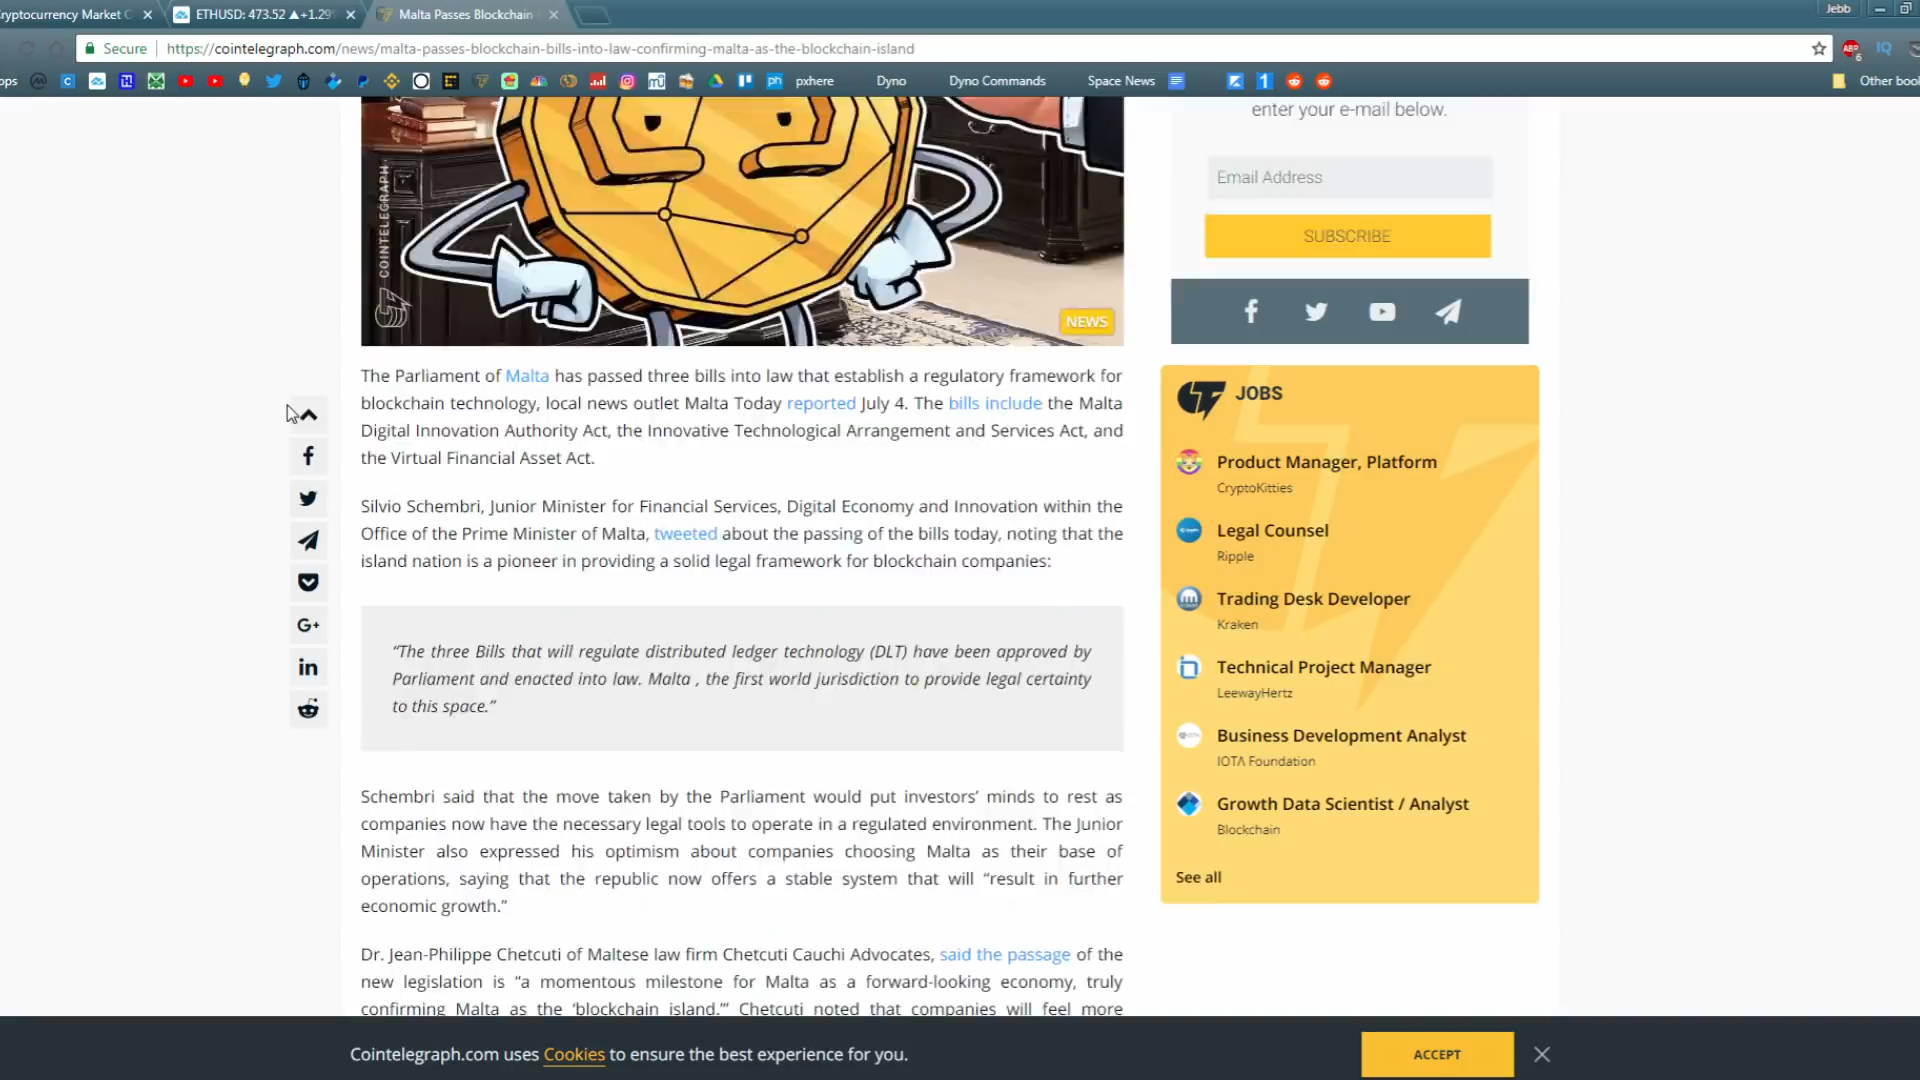 ryptocurrency Market C
ETHUSD: 473.52 ▲+1.29
Malta Passes Blockchain
Jebb
Secure
https://cointelegraph.com/news/malta-passes-blockchain-bills-into-law-confirming-malta-as-the-blockchain-island
ABP
6
IQ
ops
pxhere
Dyno
Dyno Commands
Space News
Other book
COINTELEGRAPH
NEWS
The Parliament of Malta has passed three bills into law that establish a regulatory framework for
blockchain technology, local news outlet Malta Today reported July 4. The bills include the Malta
Digital Innovation Authority Act, the Innovative Technological Arrangement and Services Act, and
the Virtual Financial Asset Act.
Silvio Schembri, Junior Minister for Financial Services, Digital Economy and Innovation within the
Office of the Prime Minister of Malta, tweeted about the passing of the bills today, noting that the
island nation is a pioneer in providing a solid legal framework for blockchain companies:
“The three Bills that will regulate distributed ledger technology (DLT) have been approved by
Parliament and enacted into law. Malta , the first world jurisdiction to provide legal certainty
to this space.”
Schembri said that the move taken by the Parliament would put investors’ minds to rest as
companies now have the necessary legal tools to operate in a regulated environment. The Junior
Minister also expressed his optimism about companies choosing Malta as their base of
operations, saying that the republic now offers a stable system that will “result in further
economic growth.”
Dr. Jean-Philippe Chetcuti of Maltese law firm Chetcuti Cauchi Advocates, said the passage of the
new legislation is “a momentous milestone for Malta as a forward-looking economy, truly
confirming Malta as the ‘blockchain island.’” Chetcuti noted that companies will feel more
enter your e-mail below.
Email Address
SUBSCRIBE
JOBS
Product Manager, Platform
CryptoKitties
Legal Counsel
Ripple
Trading Desk Developer
Kraken
Technical Project Manager
LeewayHertz
Business Development Analyst
IOTA Foundation
Growth Data Scientist / Analyst
Blockchain
See all
Cointelegraph.com uses Cookies to ensure the best experience for you.
ACCEPT